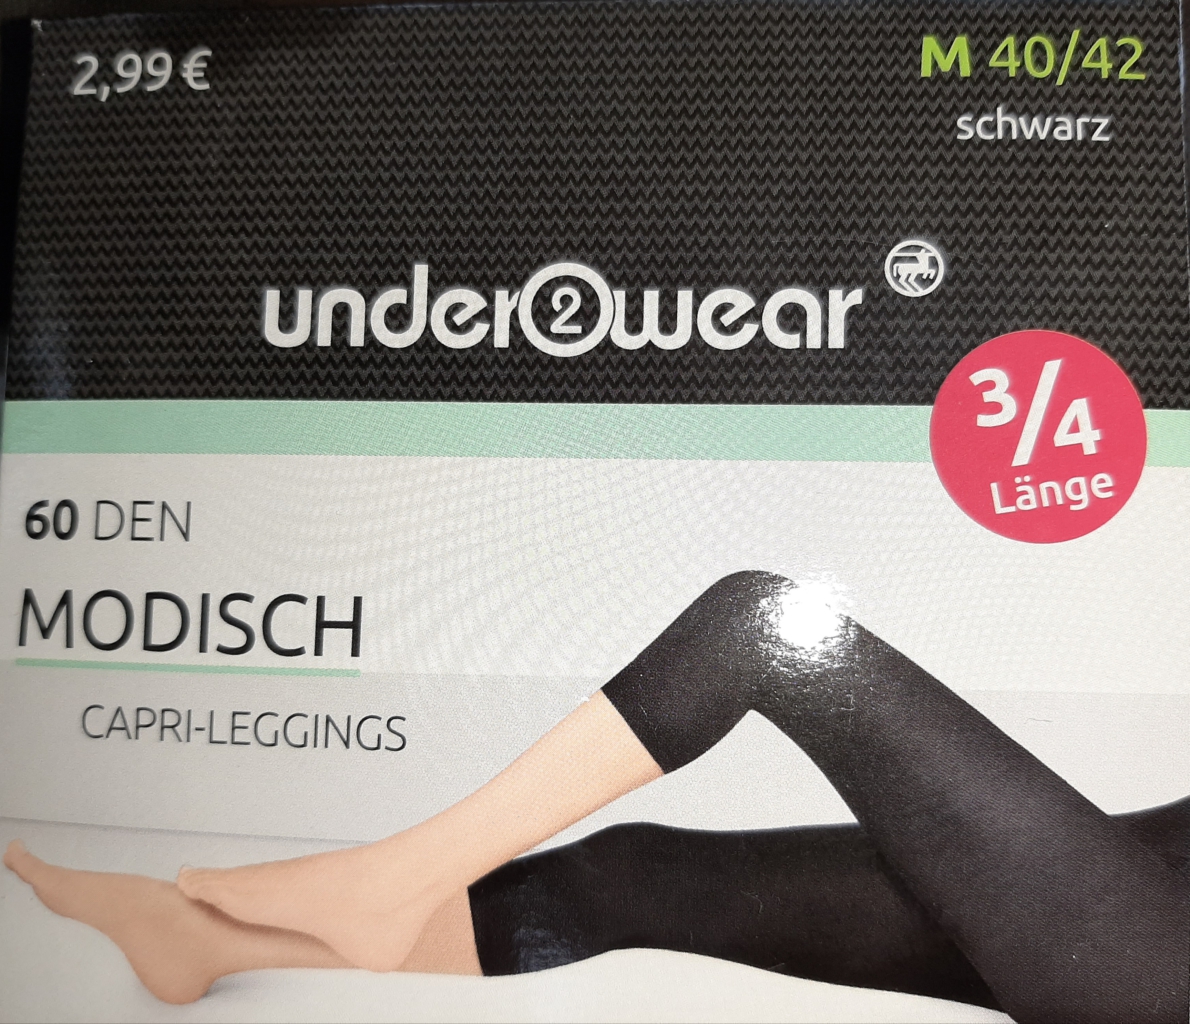 2,99 €
M 40/42
schwarz
under2wear
3/4
Länge
60 DEN
MODISCH
CAPRI-LEGGINGS